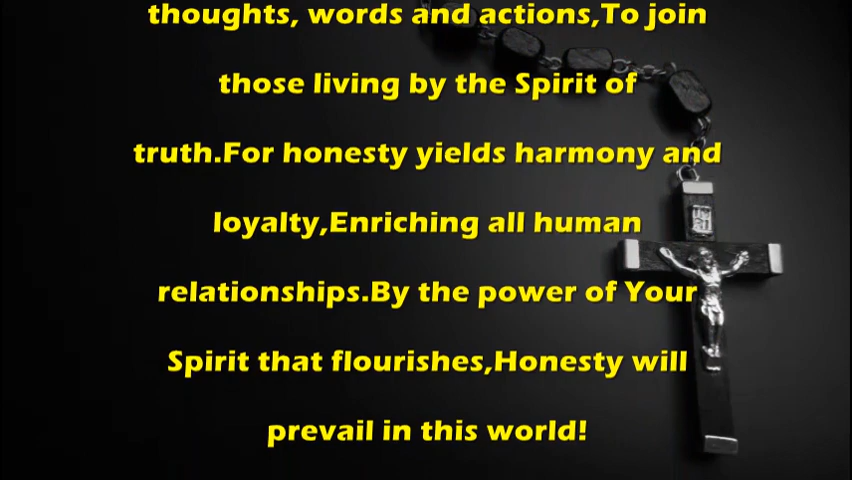 thoughts, words and actions,To join
those living by the Spirit of
truth.For honesty yields harmony and
loyalty,Enriching all human
relationships.By the power of Your
Spirit that flourishes,Honesty will
prevail in this world!